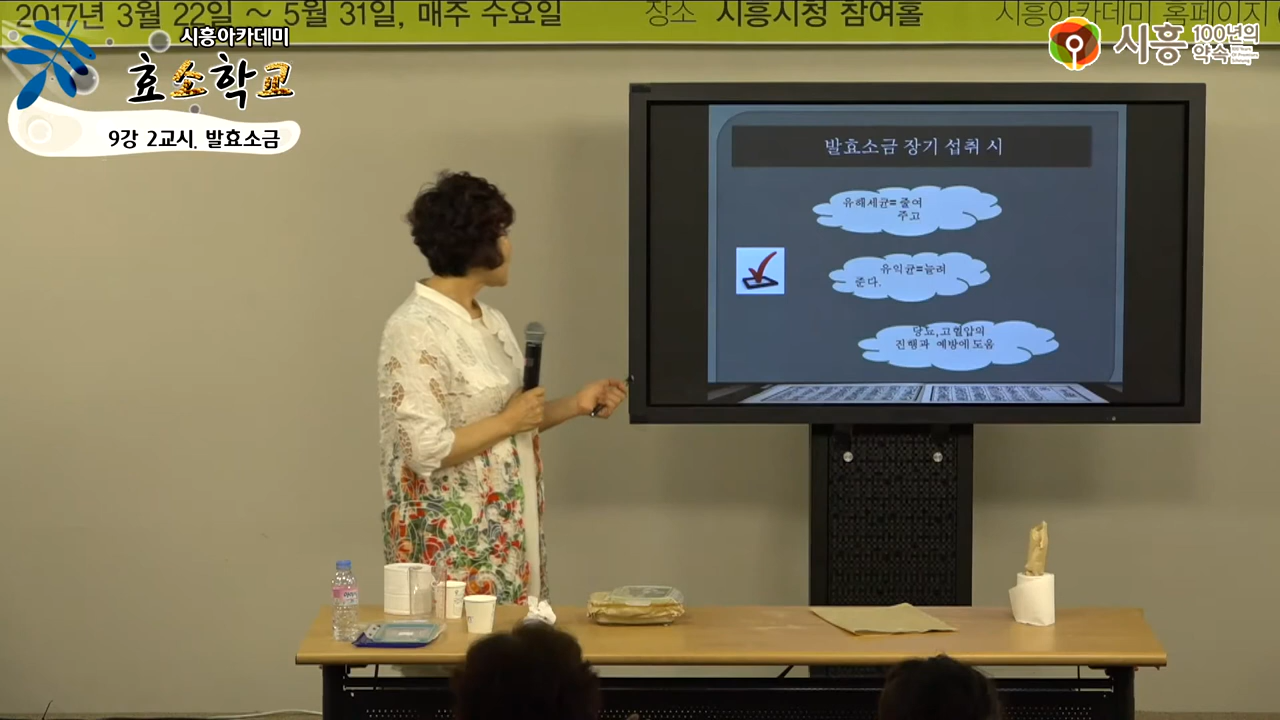 2017년 3월 22일 ~ 5월 31일, 매주 수요일
장소 시흥시청 참여홀
시흥아카데미 홈페이지
시흥아카데미
효소학교
9강 2교시. 발효소금
시흥 100년의
약속
발효소금 장기 섭취 시
유해세균= 줄여
주고
유익균=늘려
준다.
당뇨,고혈압의
진행과 예방에 도움